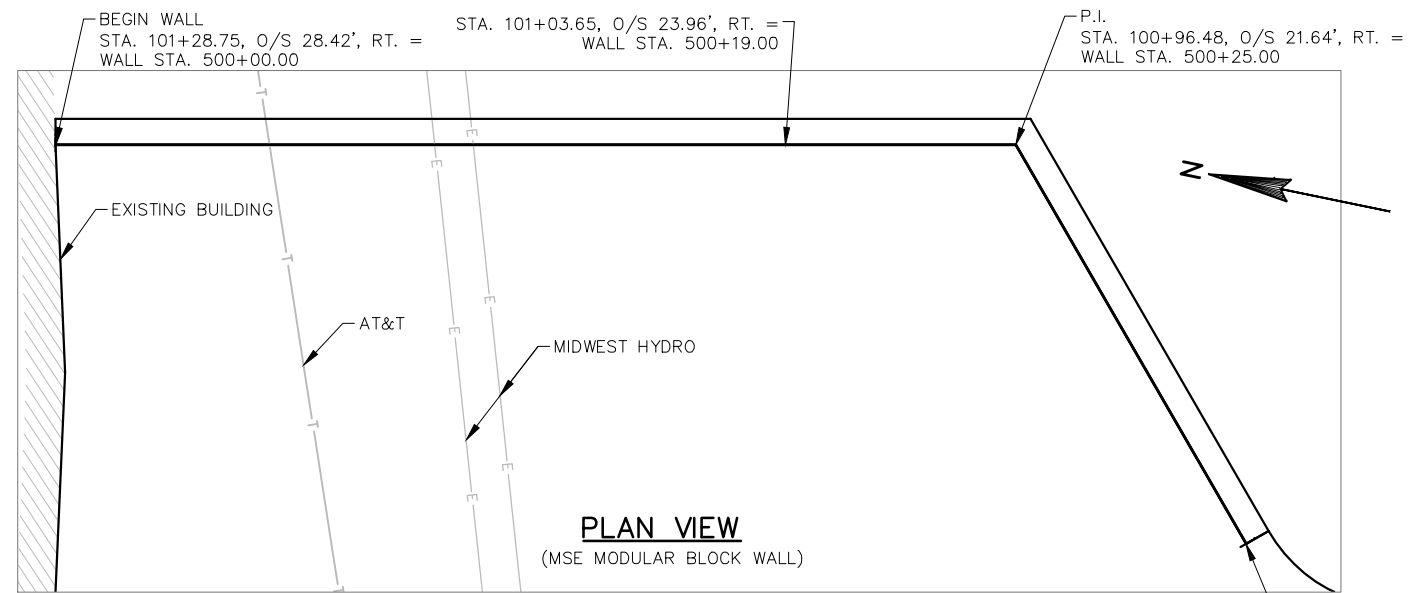 BEGIN WALL
STA. 101+28.75, O/S 28.42', RT. =
WALL STA. 500+00.00
STA. 101+03.65, O/S 23.96', RT. =
WALL STA. 500+19.00
P.I.
STA. 100+96.48, O/S 21.64', RT. =
WALL STA. 500+25.00
T
E
E
N
EXISTING BUILDING
T
E
AT&T
E
MIDWEST HYDRO
T
E
E
PLAN VIEW
(MSE MODULAR BLOCK WALL)
T